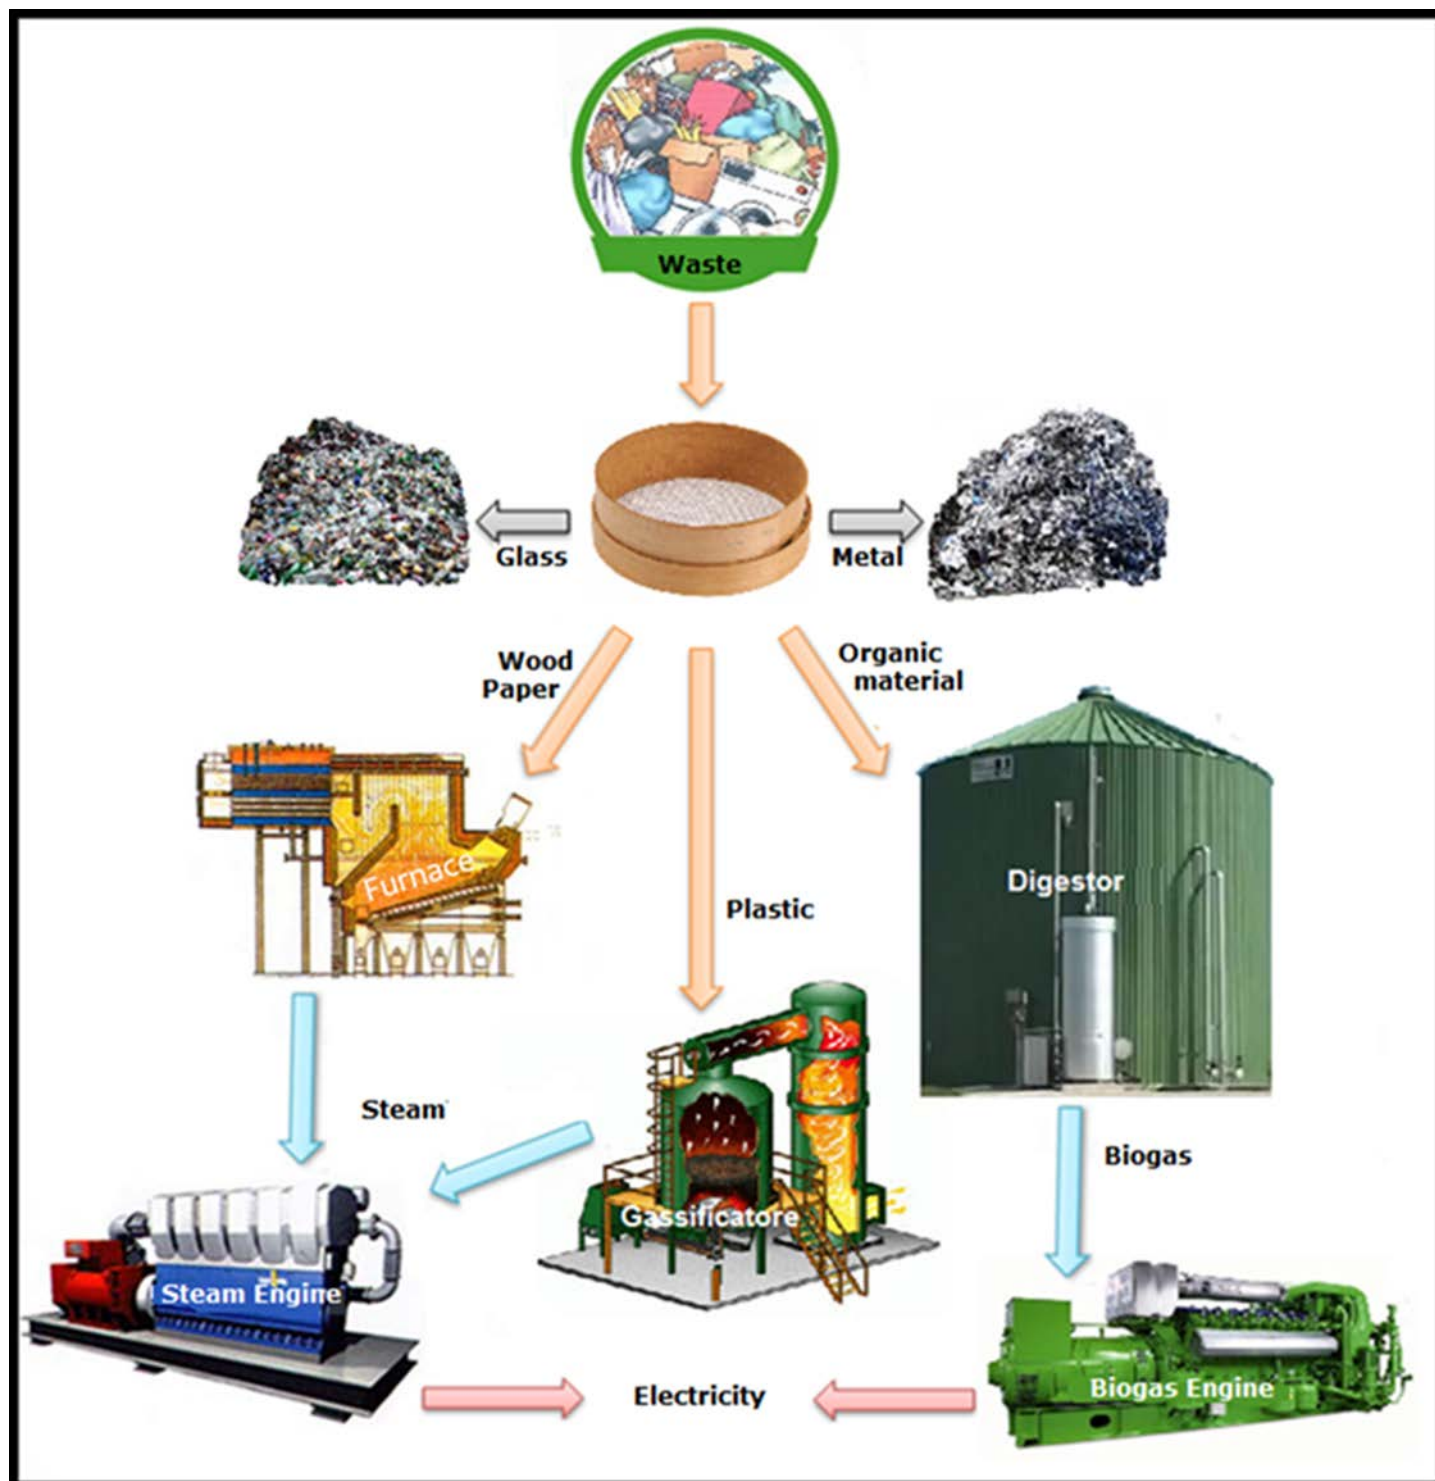 Waste
Glass
Metal
Wood
Paper
Organic
material
Furnace
Digestor
Plastic
Steam
Biogas
Gassificatore
Steam Engine
Electricity
Biogas Engine